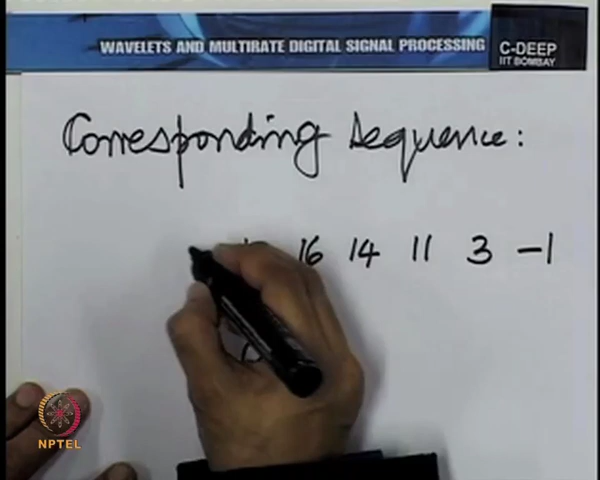 WAVELETS AND MULTIRATE DIGITAL SIGNAL PROCESSING
C-DEEP
IIT BOMBAY
Corresponding Sequence:
16 14 11 3 -1
NPTEL